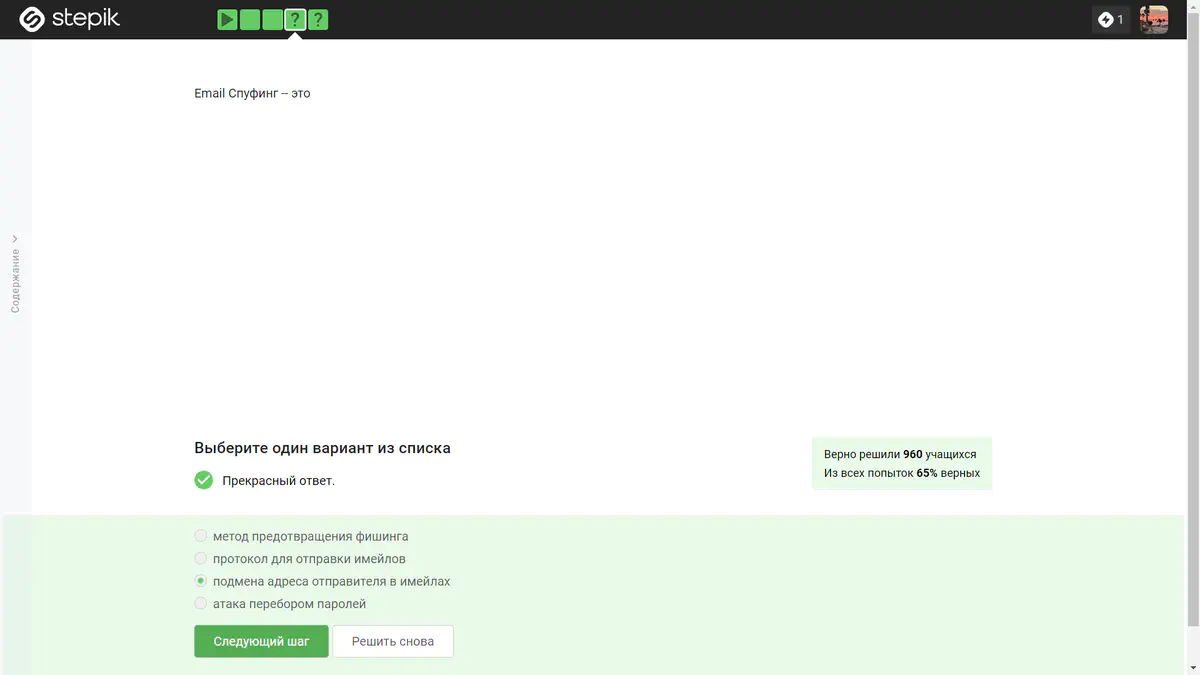 stepik
? ?
1
Email Спуфинг -- это
Содержание
Выберите один вариант из списка
Прекрасный ответ.
Верно решили 960 учащихся
Из всех попыток 65% верных
метод предотвращения фишинга
протокол для отправки имейлов
подмена адреса отправителя в имейлах
атака перебором паролей
Следующий шаг
Решить снова